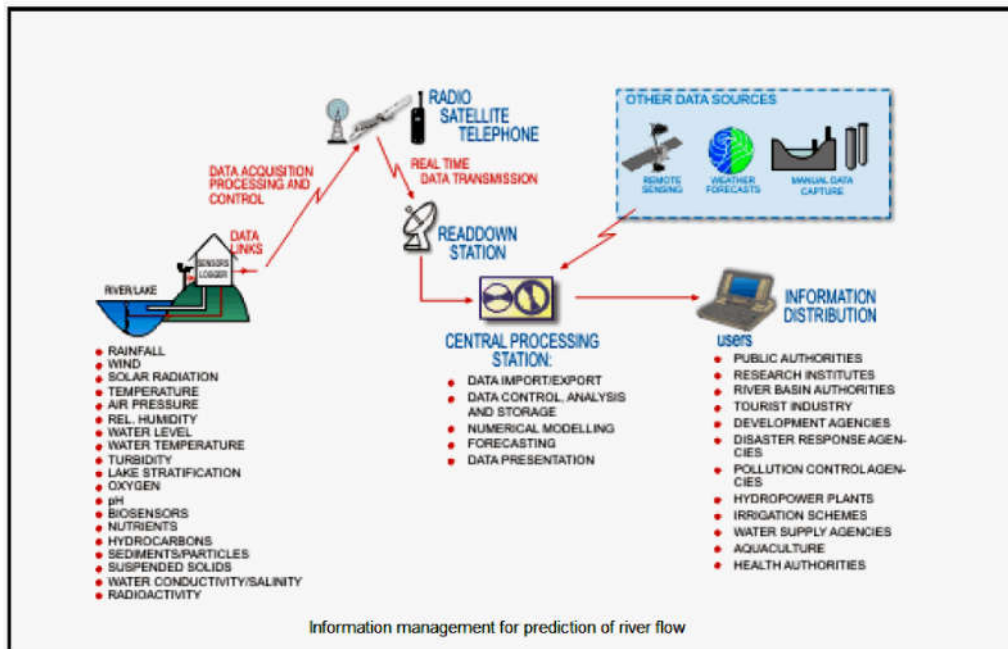 RADIO
SATELLITE
TELEPHONE
OTHER DATA SOURCES
REMOTE
SENSING
WEATHER
FORECASTS
MANUAL DATA
CAPTURE
DATA ACQUISITION
PROCESSING AND
CONTROL
REAL TIME
DATA TRANSMISSION
READDOWN
STATION
DATA
LINKS
SENSORS
LOGGER
RIVER/LAKE
RAINFALL
WIND
SOLAR RADIATION
TEMPERATURE
AIR PRESSURE
REL. HUMIDITY
WATER LEVEL
WATER TEMPERATURE
TURBIDITY
LAKE STRATIFICATION
OXYGEN
pH
BIOSENSORS
NUTRIENTS
HYDROCARBONS
SEDIMENTS/PARTICLES
SUSPENDED SOLIDS
WATER CONDUCTIVITY/SALINITY
RADIOACTIVITY
CENTRAL PROCESSING
STATION:
DATA IMPORT/EXPORT
DATA CONTROL, ANALYSIS
AND STORAGE
NUMERICAL MODELLING
FORECASTING
DATA PRESENTATION
INFORMATION
DISTRIBUTION
users
PUBLIC AUTHORITIES
RESEARCH INSTITUTES
RIVER BASIN AUTHORITIES
TOURIST INDUSTRY
DEVELOPMENT AGENCIES
DISASTER RESPONSE AGEN-
CIES
POLLUTION CONTROL AGEN-
CIES
HYDROPOWER PLANTS
IRRIGATION SCHEMES
WATER SUPPLY AGENCIES
AQUACULTURE
HEALTH AUTHORITIES
Information management for prediction of river flow